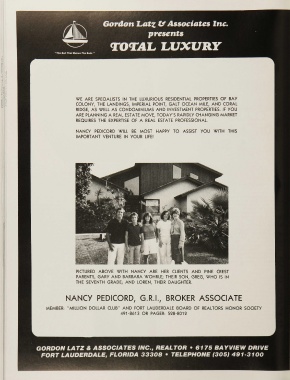 Gordon Latz & Associates Inc.
presents
TOTAL LUXURY
WE ARE SPECIALISTS IN THE LUXURIOUS RESIDENTIAL PROPERTIES OF BAY
COLONY, THE LANDINGS, IMPERIAL POINT, GALT OCEAN MILE, AND CORAL
RIDGE, AS WELL AS CONDOMINIUMS AND INVESTMENT PROPERTIES. IF YOU
ARE PLANNING A REAL ESTATE MOVE, TODAY'S RAPIDLY CHANGING MARKET
REQUIRES THE EXPERTISE OF A REAL ESTATE PROFESSIONAL.
NANCY PEDICORD WILL BE MOST HAPPY TO ASSIST YOU WITH THIS
IMPORTANT VENTURE IN YOUR LIFE!
PICTURED ABOVE WITH NANCY ARE HER CLIENTS AND PINE CREST
PARENTS, GARY AND BARBARA WOHRLE; THEIR SON, GREG, WHO IS IN
THE SEVENTH GRADE, AND LOREN, THEIR DAUGHTER.
NANCY PEDICORD, G.R.I., BROKER ASSOCIATE
MEMBER: "MILLION DOLLAR CLUB" AND FORT LAUDERDALE BOARD OF REALTORS HONOR SOCIETY
491-8613 OR PAGER:
GORDON LATZ & ASSOCIATES INC., REALTOR • 6175 BAYVIEW DRIVE
FORT LAUDERDALE, FLORIDA 33308 • TELEPHONE (305) 491-3100